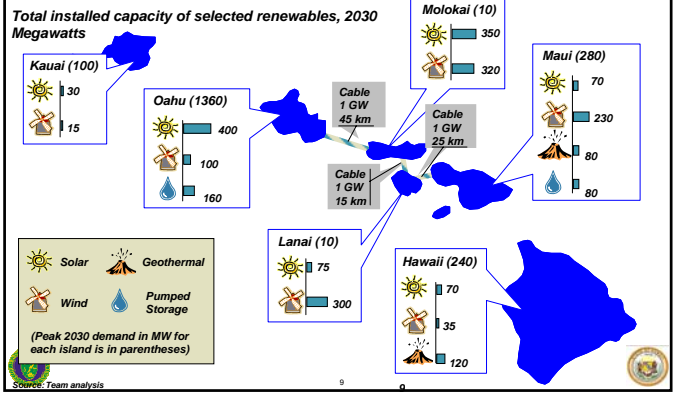 Total installed capacity of selected renewables, 2030
Megawatts
Kauai (100)
30
15
Oahu (1360)
400
100
160
Cable
1 GW
45 km
Molokai (10)
350
320
Cable
1 GW
25 km
Cable
1 GW
15 km
Maui (280)
70
230
80
80
Lanai (10)
75
300
Hawaii (240)
70
35
120
Solar
Geothermal
Wind
Pumped
Storage
(Peak 2030 demand in MW for
each island is in parentheses)
Source: Team analysis
9
9